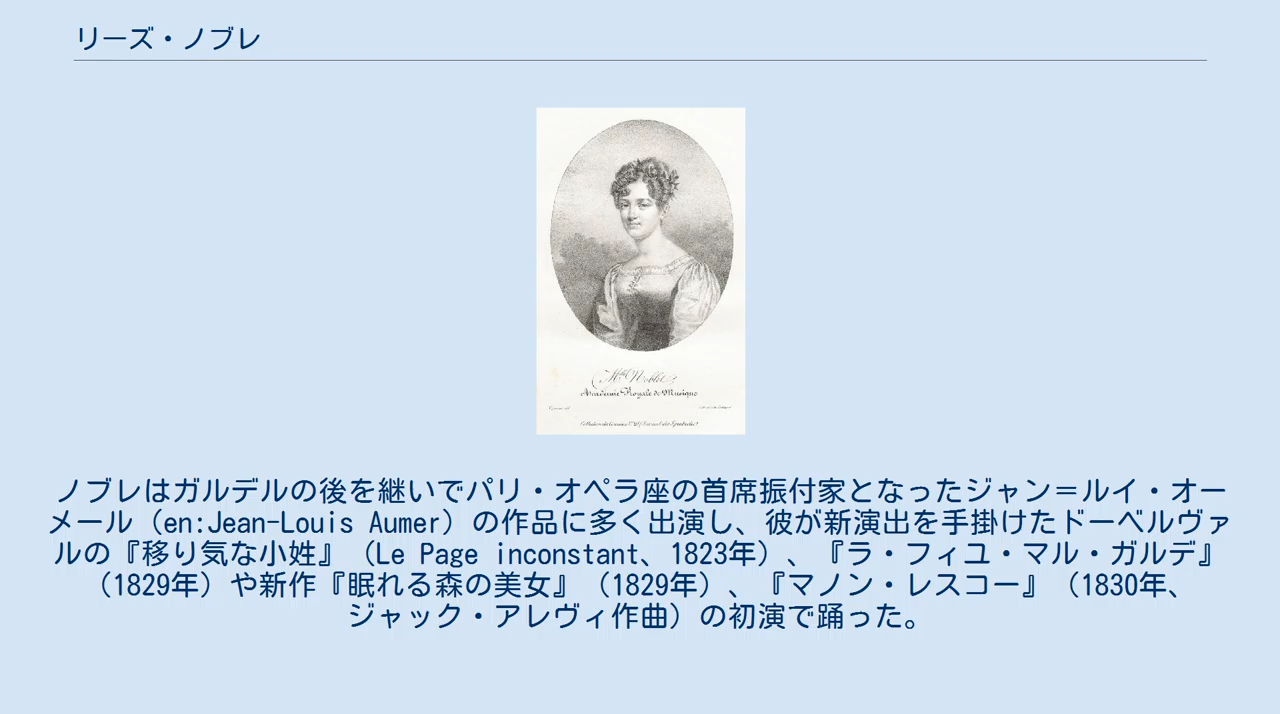 リーズ・ノブレ
Académie Royale de Musique
ノブレはガルデルの後を継いでパリ・オペラ座の首席振付家となったジャン＝ルイ・オー
メール（en:Jean-Louis Aumer）の作品に多く出演し、彼が新演出を手掛けたドーベルヴァ
ルの『移り気な小姓』（Le Page inconstant、1823年）、『ラ・フィユ・マル・ガルデ』
（1829年）や新作『眠れる森の美女』（1829年）、『マノン・レスコー』（1830年、
ジャック・アレヴィ作曲）の初演で踊った。